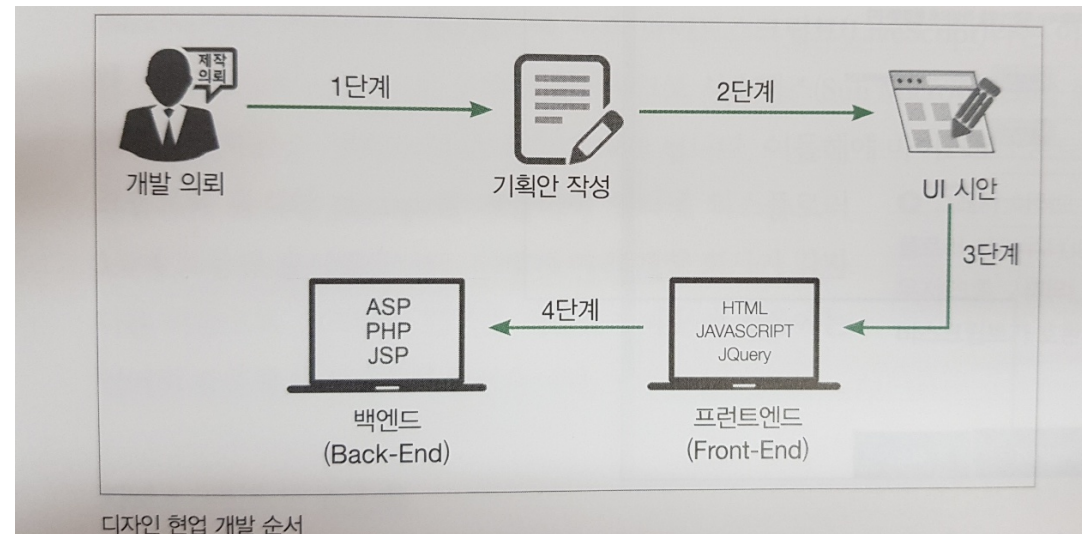 제작
의뢰
1단계
2단계
개발 의뢰
기획안 작성
UI 시안
3단계
ASP
PHP
JSP
4단계
HTML
JAVASCRIPT
JQuery
백엔드
(Back-End)
프런트엔드
(Front-End)
디자인 현업 개발 순서